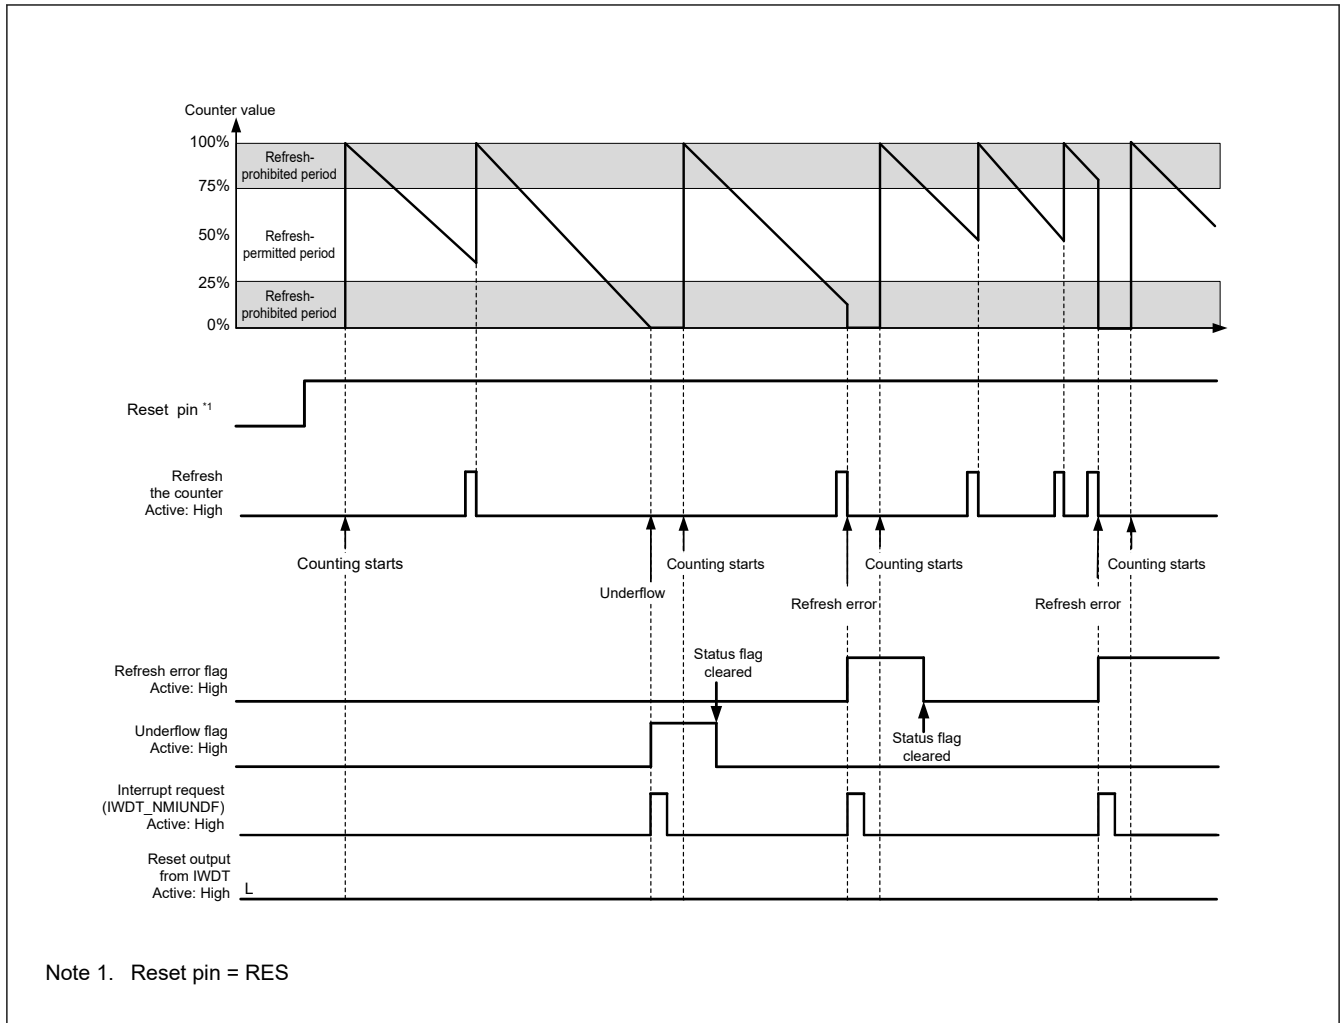 Counter value
100%
Refresh-
prohibited period
75%
50%
Refresh-
permitted period
25%
Refresh-
prohibited period
0%
Reset pin *1
Refresh
the counter
Active: High
Counting starts
Counting starts
Counting starts
Counting starts
Underflow
Refresh error
Refresh error
Status flag
cleared
Refresh error flag
Active: High
Underflow flag
Active: High
Status flag
cleared
Interrupt request
(IWDT_NMIUNDF)
Active: High
Reset output
from IWDT
Active: High
L
Note 1. Reset pin = RES